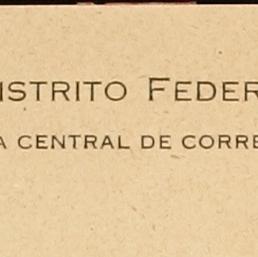 ISTRITO FEDER
A CENTRAL DE CORRE